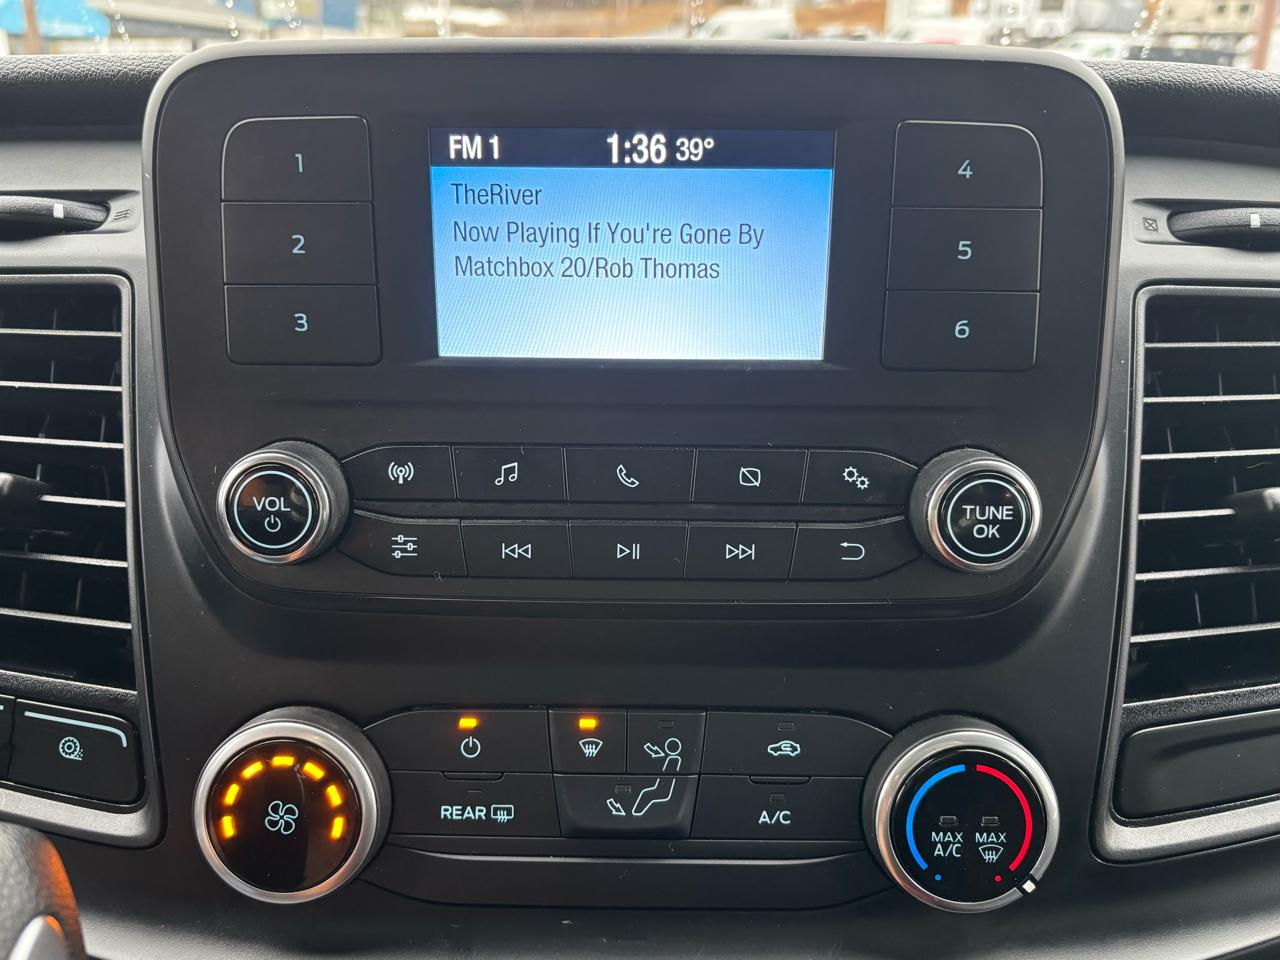 FM 1 1:36 39°
TheRiver
Now Playing If You're Gone By
Matchbox 20/Rob Thomas
1
2
3
4
5
6
VOL
TUNE
OK
REAR
A/C
MAX
A/C
MAX